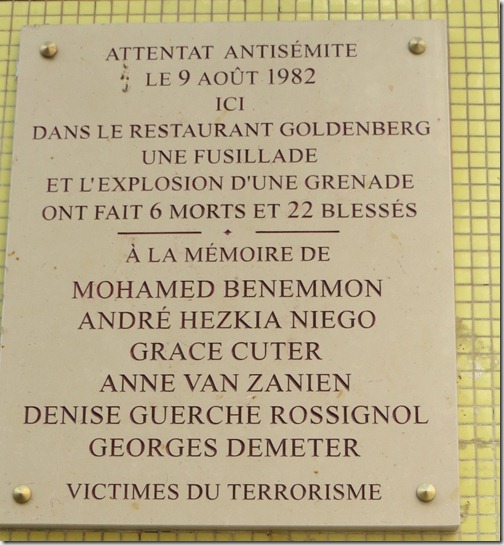 ATTENTAT ANTISÉMITE
LE 9 AOÛT 1982
ICI
DANS LE RESTAURANT GOLDENBERG
UNE FUSILLADE
ET L'EXPLOSION D'UNE GRENADE
ONT FAIT 6 MORTS ET 22 BLESSÉS
À LA MÉMOIRE DE
MOHAMED BENEMMON
ANDRÉ HEZKIA NIEGO
GRACE CUTER
ANNE VAN ZANIEN
DENISE GUERCHE ROSSIGNOL
GEORGES DEMETER
VICTIMES DU TERRORISME